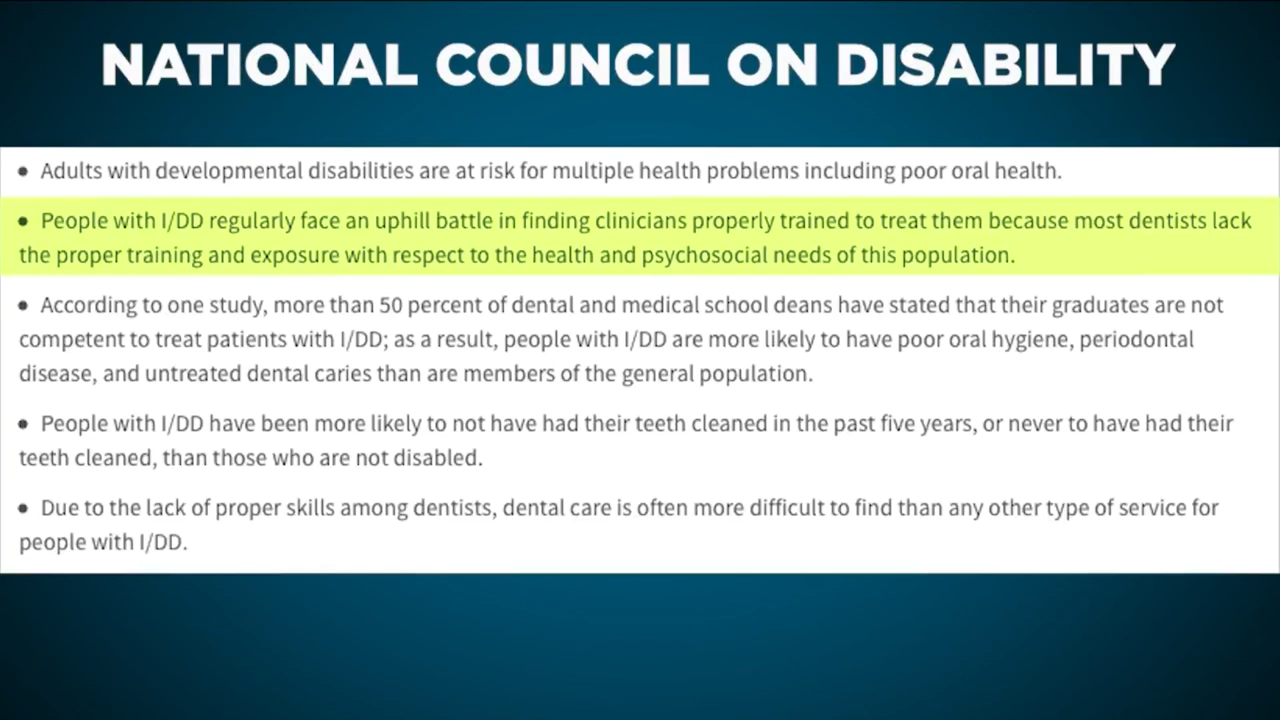 NATIONAL COUNCIL ON DISABILITY
• Adults with developmental disabilities are at risk for multiple health problems including poor oral health.
• People with I/DD regularly face an uphill battle in finding clinicians properly trained to treat them because most dentists lack
the proper training and exposure with respect to the health and psychosocial needs of this population.
• According to one study, more than 50 percent of dental and medical school deans have stated that their graduates are not
competent to treat patients with I/DD; as a result, people with I/DD are more likely to have poor oral hygiene, periodontal
disease, and untreated dental caries than are members of the general population.
• People with I/DD have been more likely to not have had their teeth cleaned in the past five years, or never to have had their
teeth cleaned, than those who are not disabled.
• Due to the lack of proper skills among dentists, dental care is often more difficult to find than any other type of service for
people with I/DD.